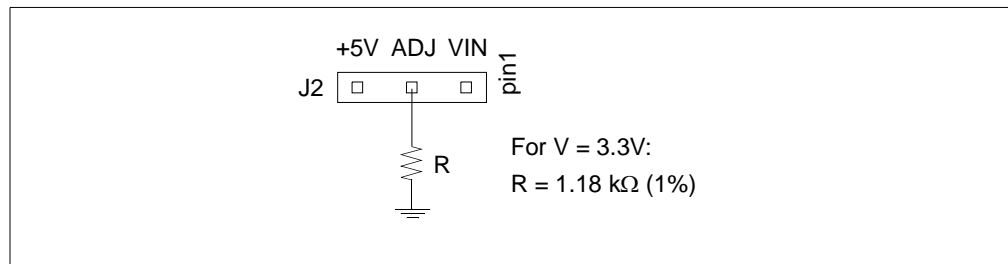 +5V ADJ VIN
pin1
J2
R
For V = 3.3V:
R = 1.18 kΩ (1%)